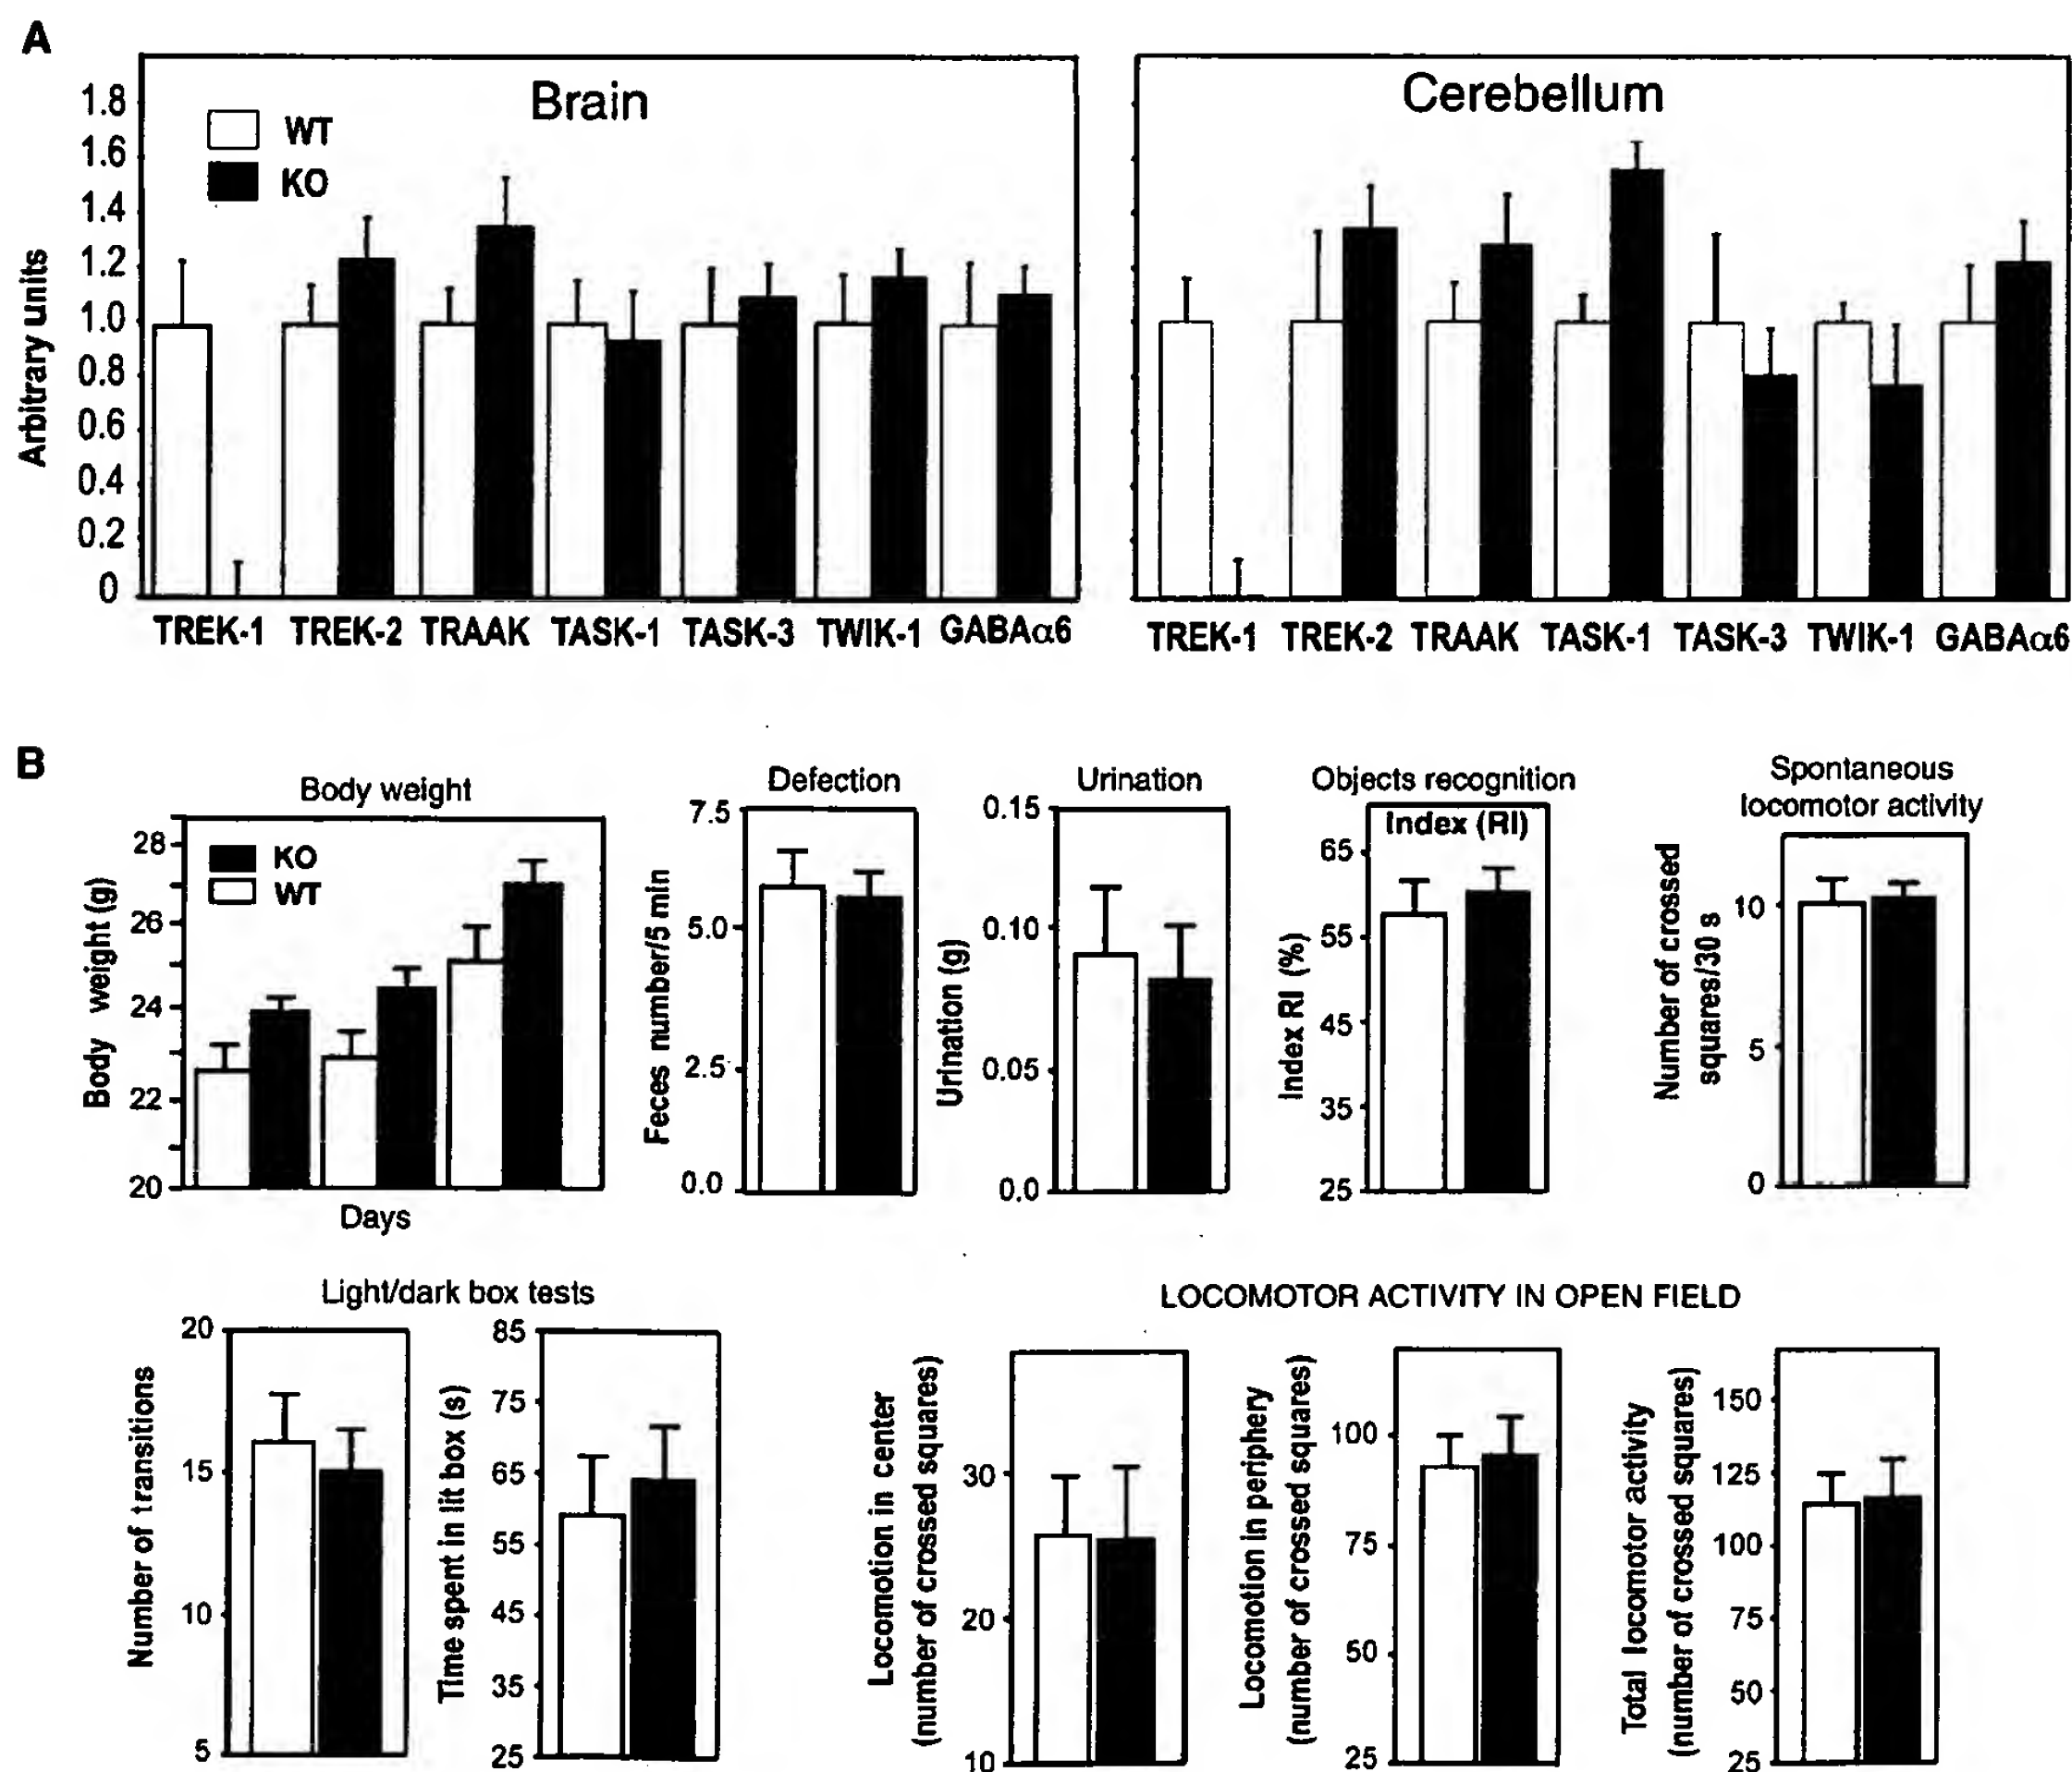 A
Brain
Cerebellum
WT
KO
Arbitrary units
1.8
1.6
1.4
1.2
1.0
0.8
0.6
0.4
0.2
0
TREK-1 TREK-2 TRAAK TASK-1 TASK-3 TWIK-1 GABAα6
TREK-1 TREK-2 TRAAK TASK-1 TASK-3 TWIK-1 GABAα6
B
Body weight
KO
WT
Body weight (g)
28
26
24
22
20
Days
Defection
Feces number/5 min
7.5
5.0
2.5
0.0
Urination
Urination (g)
0.15
0.10
0.05
0.0
Objects recognition
Index (RI)
Index RI (%)
65
55
45
35
25
Spontaneous
locomotor activity
Number of crossed
squares/30 s
10
5
0
Light/dark box tests
Number of transitions
20
15
10
5
Time spent in lit box (s)
85
75
65
55
45
35
25
LOCOMOTOR ACTIVITY IN OPEN FIELD
Locomotion in center
(number of crossed squares)
30
20
10
Locomotion in periphery
(number of crossed squares)
100
75
50
25
Total locomotor activity
(number of crossed squares)
150
125
100
75
50
25